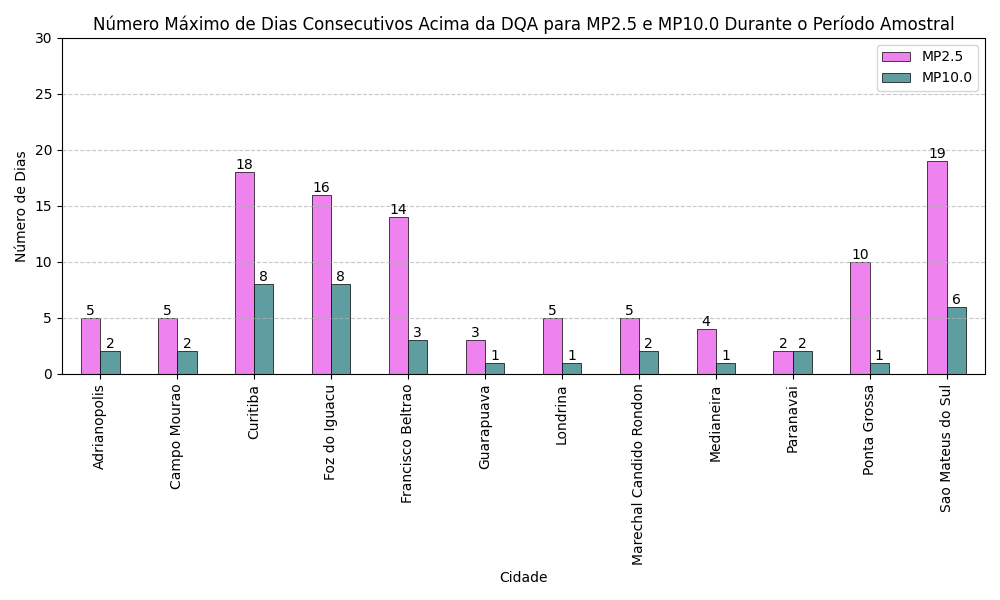 Número Máximo de Dias Consecutivos Acima da DQA para MP2.5 e MP10.0 Durante o Período Amostral
MP2.5
MP10.0
Número de Dias
30
25
20
15
10
5
0
5
2
5
2
18
8
16
8
14
3
3
1
5
1
5
2
4
1
2
2
10
1
19
6
Adrianopolis
Campo Mourao
Curitiba
Foz do Iguacu
Francisco Beltrao
Guarapuava
Londrina
Marechal Candido Rondon
Medianeira
Paranavai
Ponta Grossa
Sao Mateus do Sul
Cidade